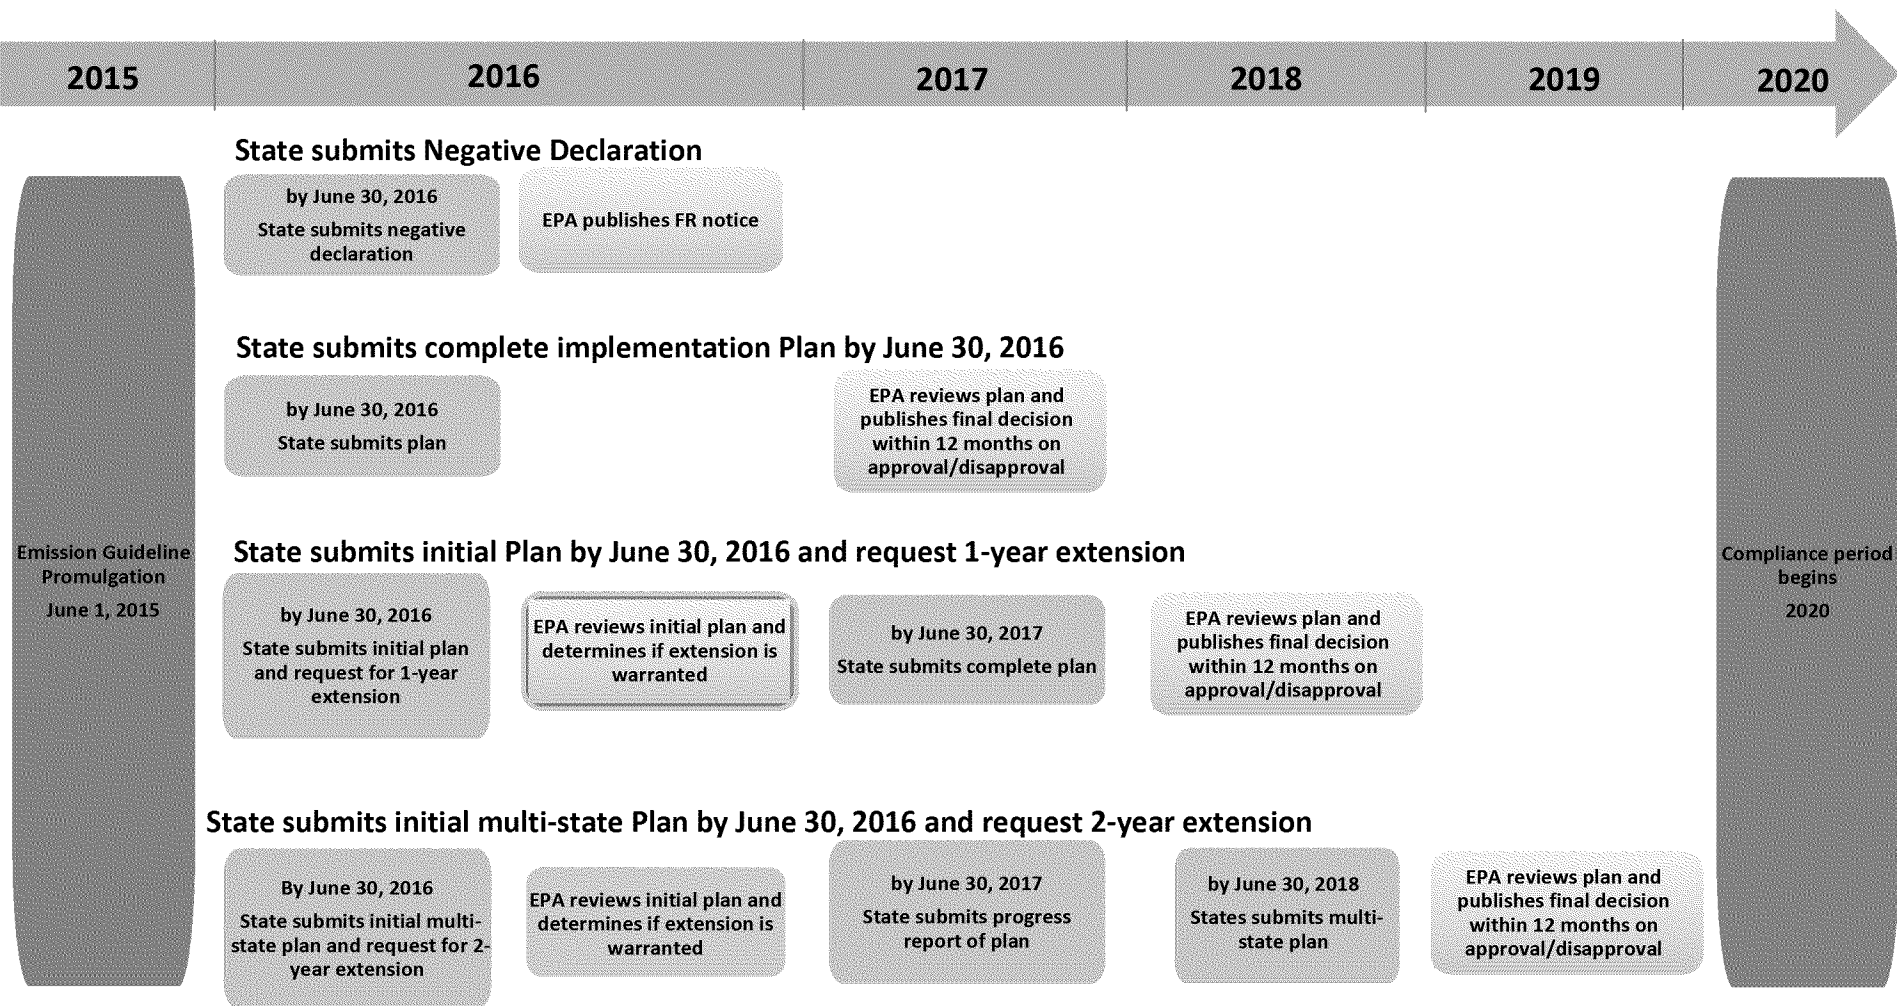 2015
2016
2017
2018
2019
2020
State submits Negative Declaration
by June 30, 2016
State submits negative
declaration
EPA publishes FR notice
State submits complete implementation Plan by June 30, 2016
by June 30, 2016
State submits plan
EPA reviews plan and
publishes final decision
within 12 months on
approval/disapproval
Emission Guideline
Promulgation
June 1, 2015
State submits initial Plan by June 30, 2016 and request 1-year extension
by June 30, 2016
State submits initial plan
and request for 1-year
extension
EPA reviews initial plan and
determines if extension is
warranted
by June 30, 2017
State submits complete plan
EPA reviews plan and
publishes final decision
within 12 months on
approval/disapproval
Compliance period
begins
2020
State submits initial multi-state Plan by June 30, 2016 and request 2-year extension
By June 30, 2016
State submits initial multi-
state plan and request for 2-
year extension
EPA reviews initial plan and
determines if extension is
warranted
by June 30, 2017
State submits progress
report of plan
by June 30, 2018
States submits multi-
state plan
EPA reviews plan and
publishes final decision
within 12 months on
approval/disapproval